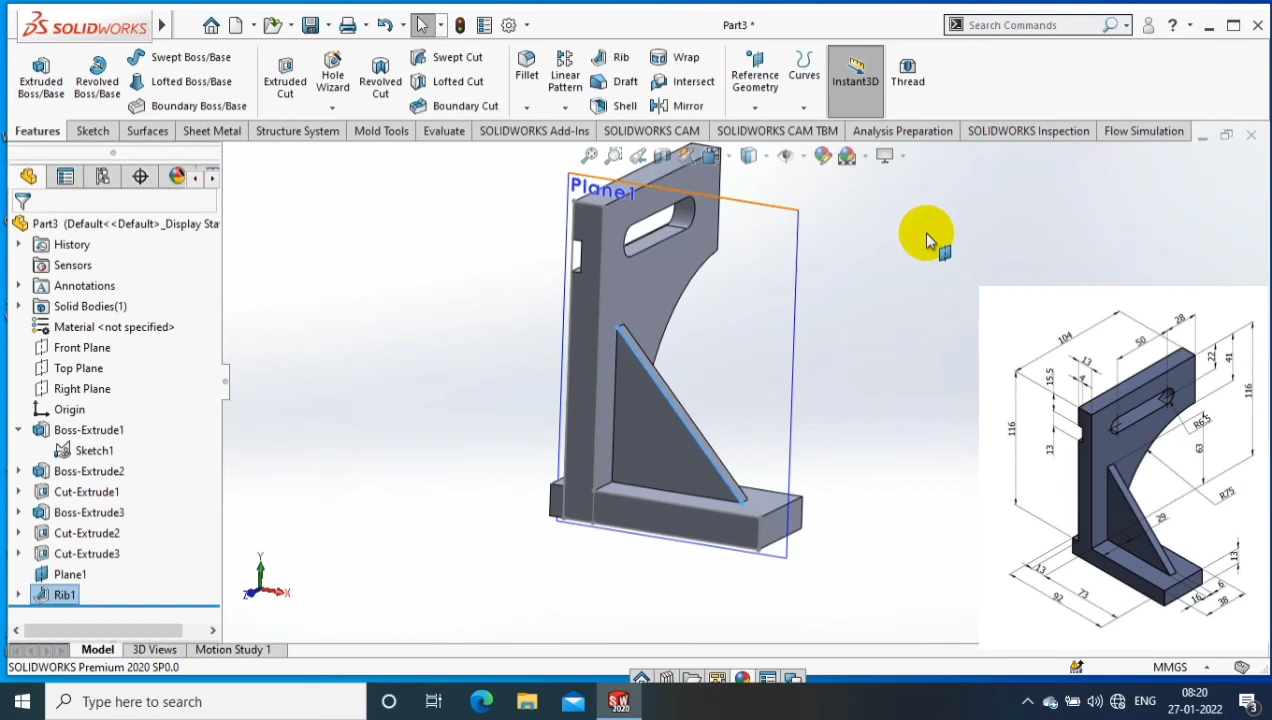 SOLIDWORKS
Part3 *
Search Commands
Extruded Boss/Base
Revolved Boss/Base
Swept Boss/Base
Lofted Boss/Base
Boundary Boss/Base
Extruded Cut
Hole Wizard
Revolved Cut
Swept Cut
Lofted Cut
Boundary Cut
Fillet
Linear Pattern
Rib
Draft
Shell
Wrap
Intersect
Mirror
Reference Geometry
Curves
Instant3D
Thread
Features
Sketch
Surfaces
Sheet Metal
Structure System
Mold Tools
Evaluate
SOLIDWORKS Add-Ins
SOLIDWORKS CAM
SOLIDWORKS CAM TBM
Analysis Preparation
SOLIDWORKS Inspection
Flow Simulation
Part3 (Default<<Default>_Display Sta
History
Sensors
Annotations
Solid Bodies(1)
Material <not specified>
Front Plane
Top Plane
Right Plane
Origin
Boss-Extrude1
Sketch1
Boss-Extrude2
Cut-Extrude1
Boss-Extrude3
Cut-Extrude2
Cut-Extrude3
Plane1
Rib1
Plane1
Y
X
Z
28
104
50
13
22
41
4
15.5
116
116
R6.5
13
63
R75
29
13
13
6
73
16
92
38
Model
3D Views
Motion Study 1
SOLIDWORKS Premium 2020 SP0.0
MMGS
Type here to search
SW
2020
ENG
08:20
27-01-2022
3